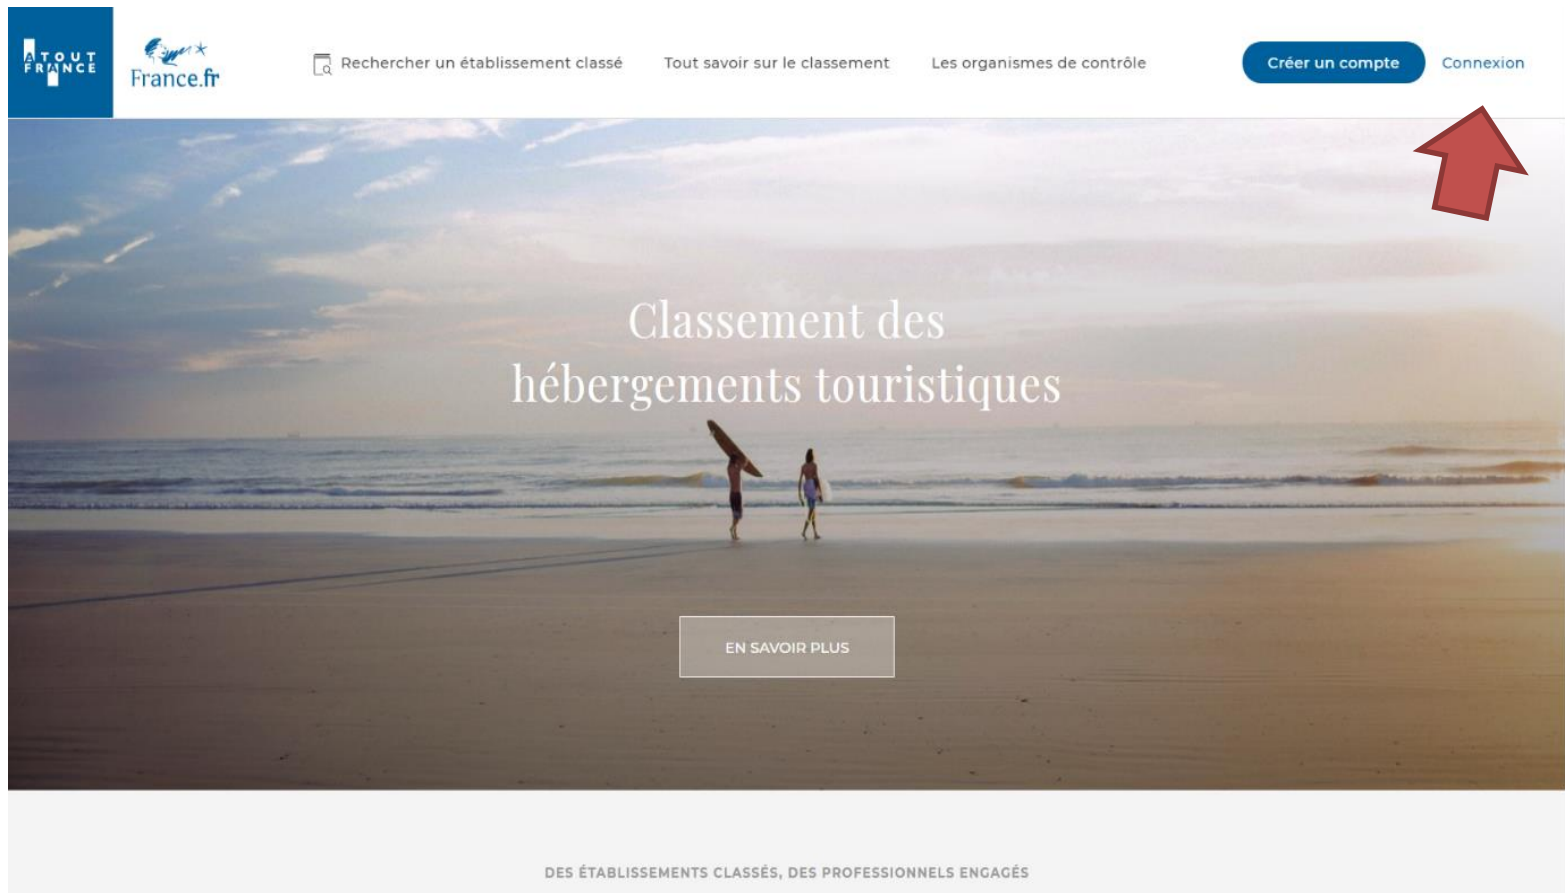 ATOUT
FRANCE
France.fr
Rechercher un établissement classé
Tout savoir sur le classement
Les organismes de contrôle
Créer un compte
Connexion
Classement des
hébergements touristiques
EN SAVOIR PLUS
DES ÉTABLISSEMENTS CLASSÉS, DES PROFESSIONNELS ENGAGÉS